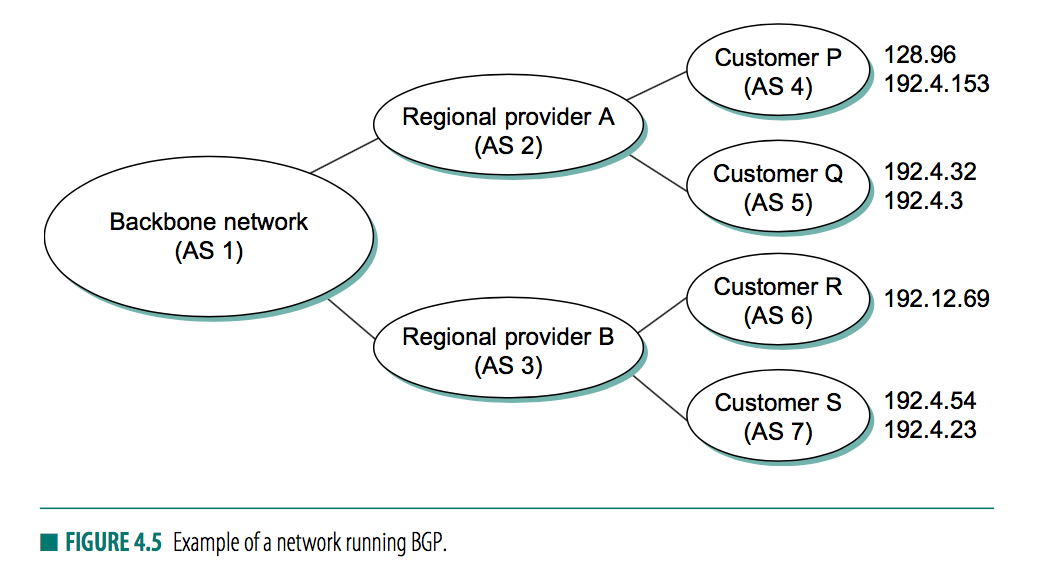 Backbone network
(AS 1)
Regional provider A
(AS 2)
Regional provider B
(AS 3)
Customer P
(AS 4)
128.96
192.4.153
Customer Q
(AS 5)
192.4.32
192.4.3
Customer R
(AS 6)
192.12.69
Customer S
(AS 7)
192.4.54
192.4.23
FIGURE 4.5 Example of a network running BGP.